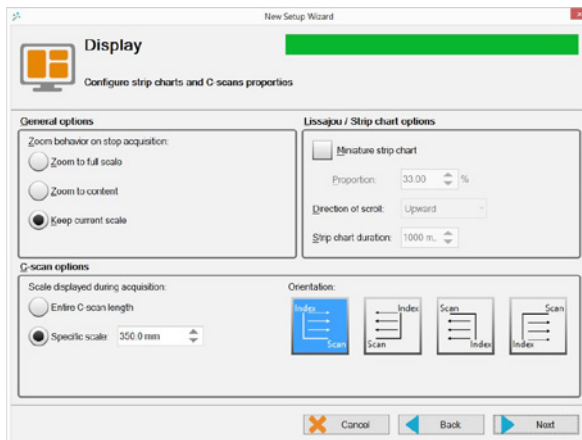 New Setup Wizard
Display
Configure strip charts and C-scans properties
General options
Zoom behavior on stop acquisition:
Zoom to full scale
Zoom to content
Keep current scale
Lissajou / Strip chart options
Miniature strip chart
Proportion: 33.00 %
Direction of scroll: Upward
Strip chart duration: 1000 m.
C-scan options
Scale displayed during acquisition:
Entire C-scan length
Specific scale: 350.0 mm
Orientation:
Index Scan
Index Scan
Scan Index
Scan Index
Cancel Back Next